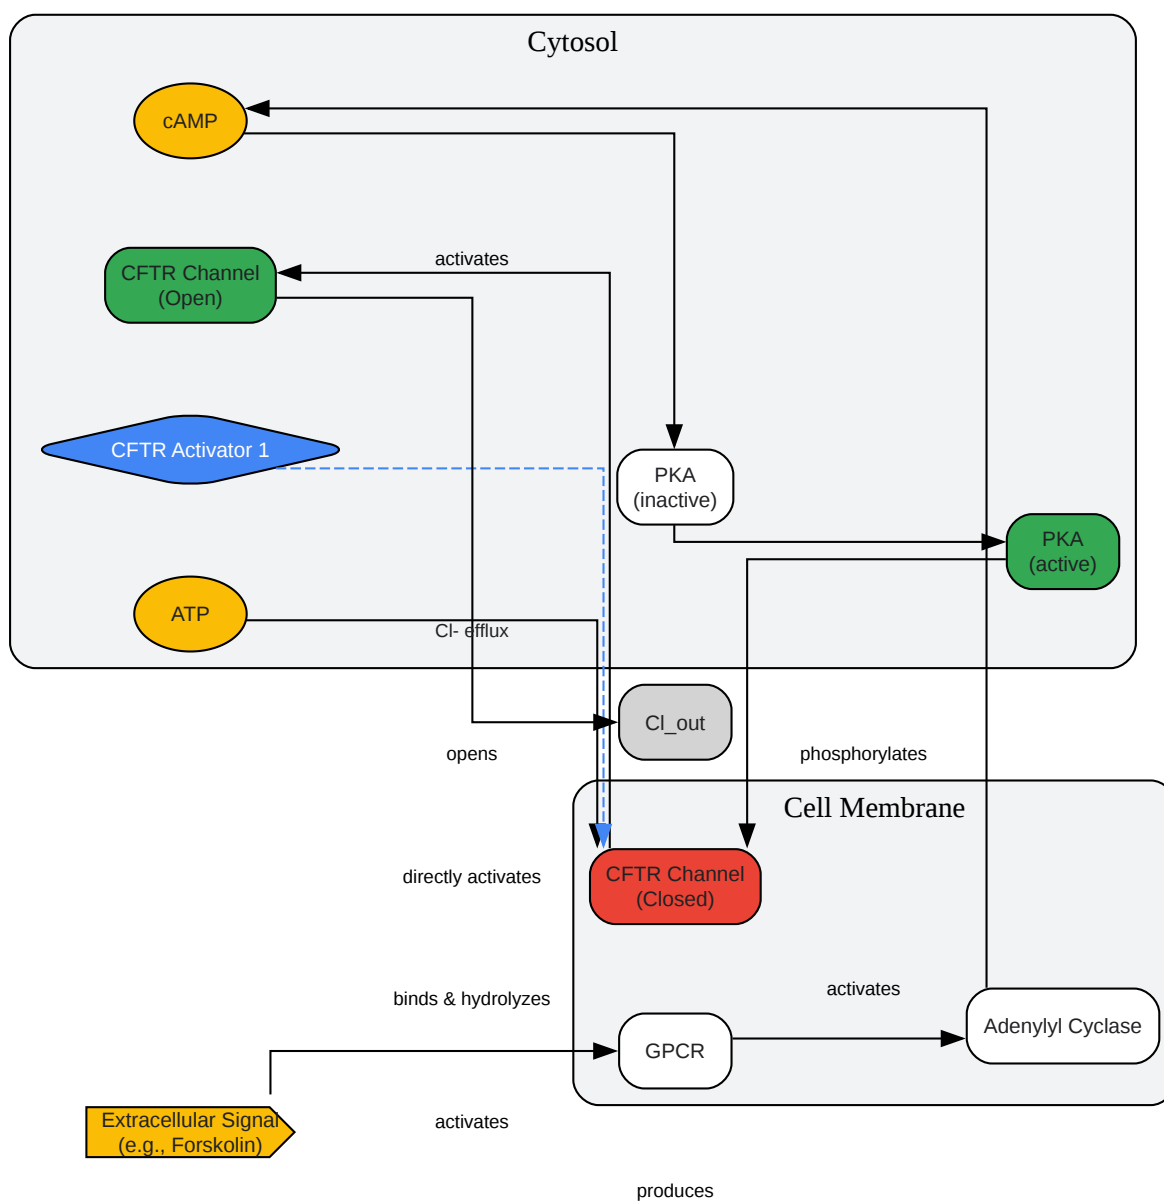 Cytosol
cAMP
activates
CFTR Channel
(Open)
CFTR Activator 1
PKA
(inactive)
PKA
(active)
ATP
Cl- efflux
Cl_out
opens
phosphorylates
Cell Membrane
directly activates
CFTR Channel
(Closed)
binds & hydrolyzes
activates
Adenylyl Cyclase
GPCR
Extracellular Signal
(e.g., Forskolin)
activates
produces